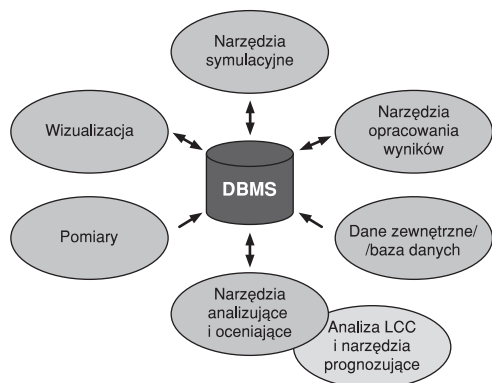 Narzędzia
symulacyjne
Wizualizacja
Narzędzia
opracowania
wyników
DBMS
Pomiary
Dane zewnętrzne/
/baza danych
Narzędzia
analizujące
i oceniające
Analiza LCC
i narzędzia
prognozujące